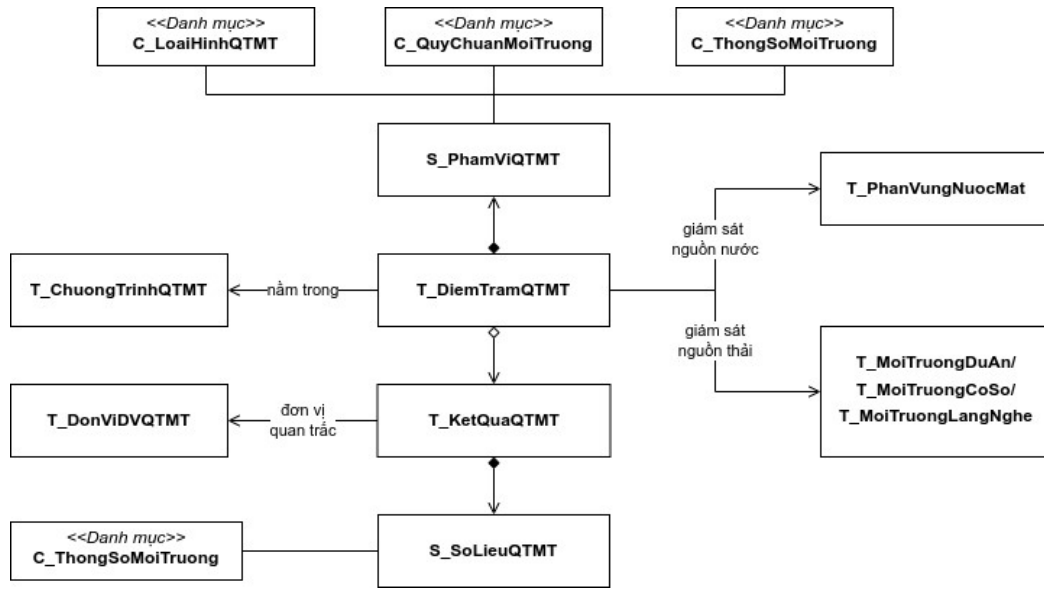 <<Danh mục>>
C_LoaiHinhQTMT
<<Danh mục>>
C_QuyChuanMoiTruong
<<Danh mục>>
C_ThongSoMoiTruong
S_PhamViQTMT
T_PhanVungNuocMat
giám sát
nguồn nước
T_ChuongTrinhQTMT
nằm trong
T_DiemTramQTMT
giám sát
nguồn thải
T_MoiTruongDuAn/
T_MoiTruongCoSo/
T_MoiTruongLangNghe
T_DonViDVQTMT
đơn vị
quan trắc
T_KetQuaQTMT
<<Danh mục>>
C_ThongSoMoiTruong
S_SoLieuQTMT